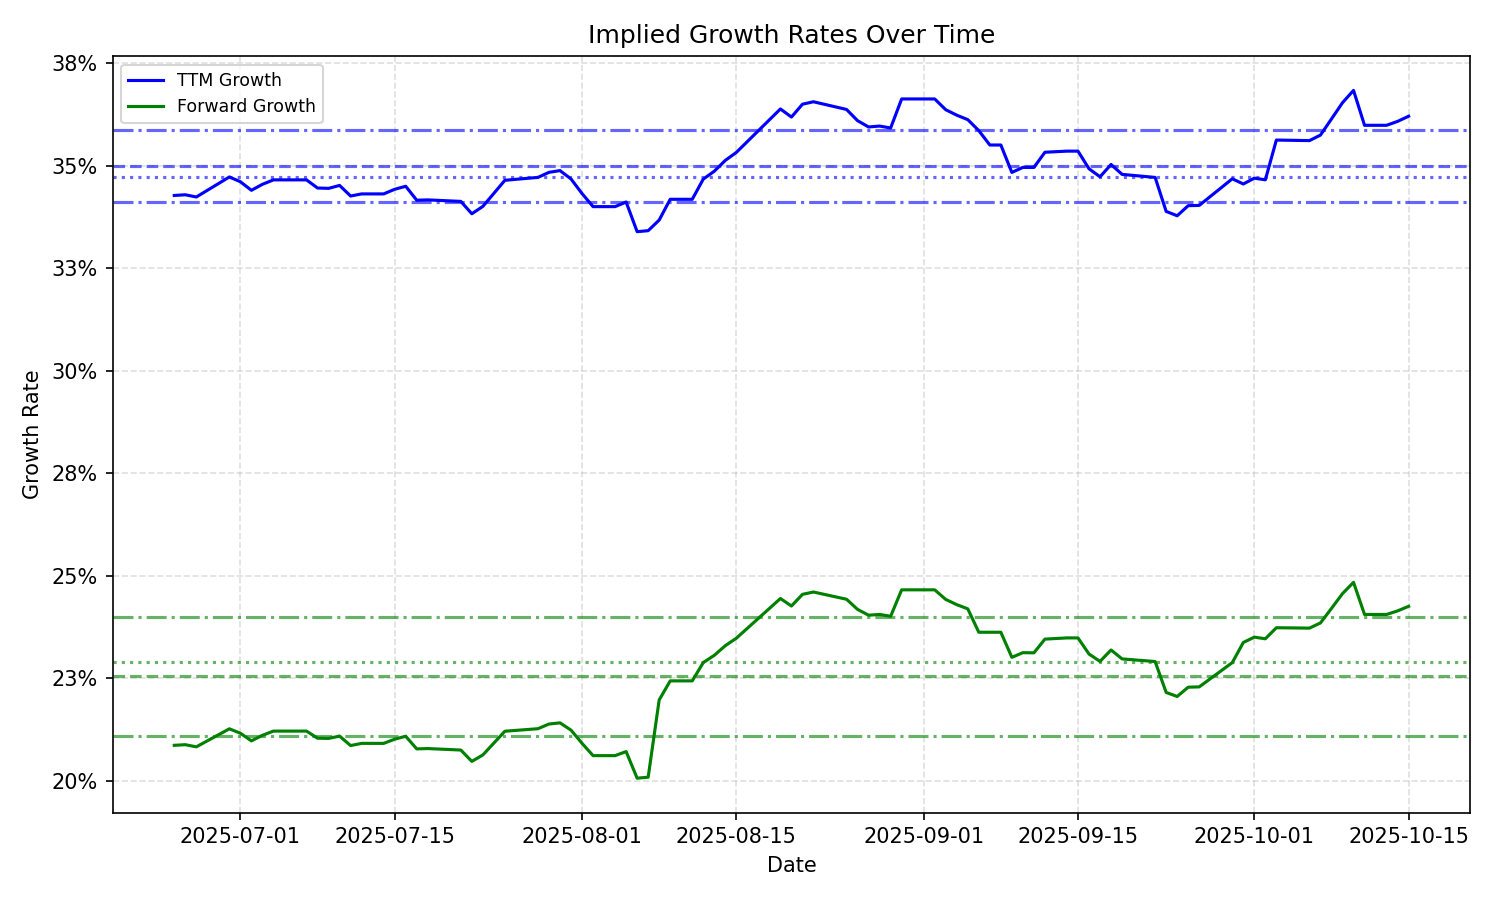 Implied Growth Rates Over Time
TTM Growth
Forward Growth
38%
35%
33%
30%
28%
25%
23%
20%
Growth Rate
2025-07-01 2025-07-15 2025-08-01 2025-08-15 2025-09-01 2025-09-15 2025-10-01 2025-10-15
Date